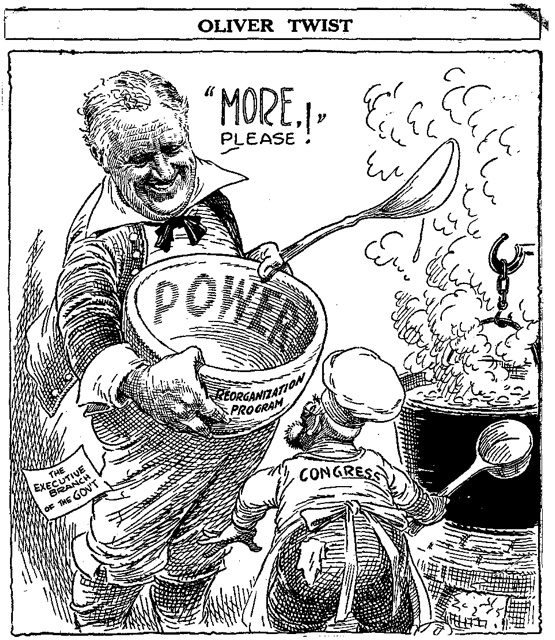 OLIVER TWIST
"MORE,!"
PLEASE
POWER
REORGANIZATION
PROGRAM
THE
EXECUTIVE
BRANCH
OF THE GOV'T
CONGRESS